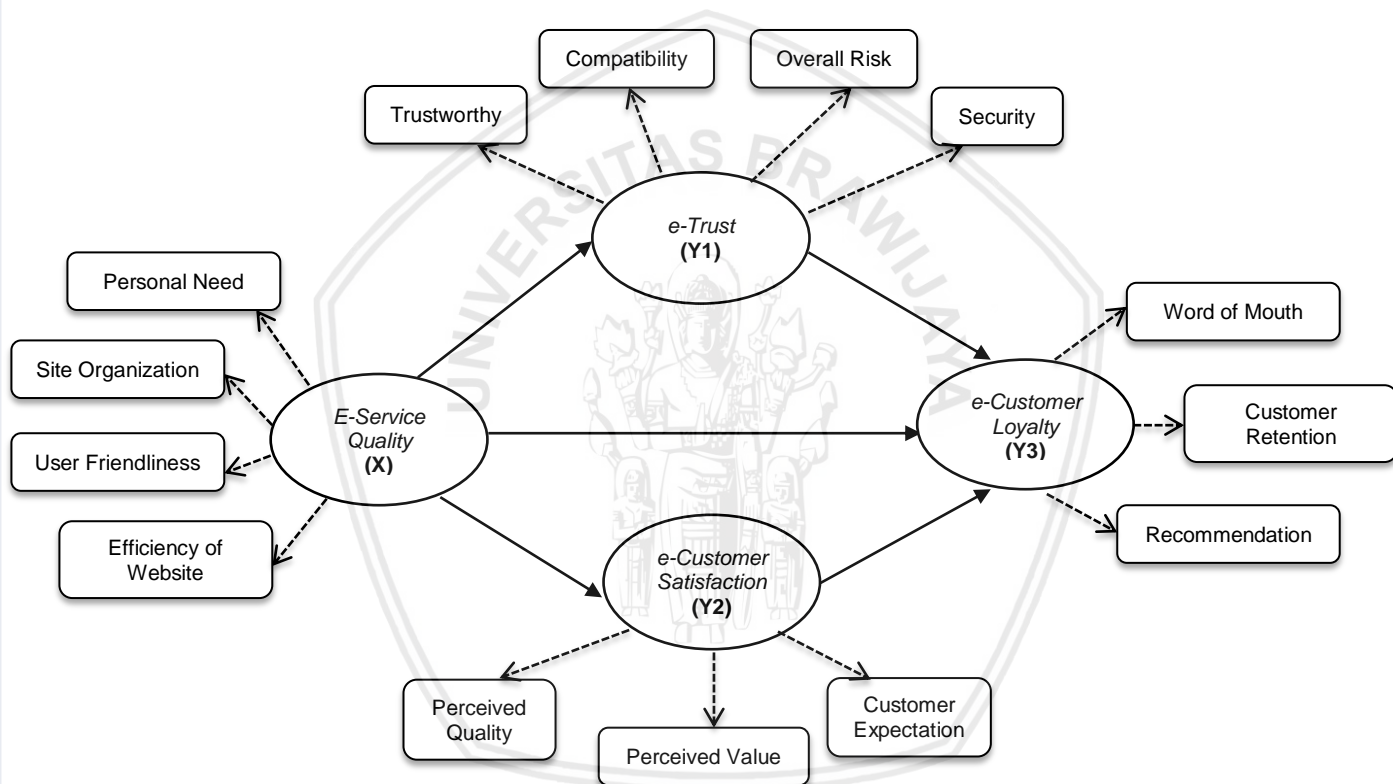 Compatibility
Overall Risk
Trustworthy
Security
UNIVERSITAS BRAWIJAYA
e-Trust
(Y1)
Personal Need
Word of Mouth
Site Organization
E-Service
Quality
(X)
e-Customer
Loyalty
(Y3)
Customer
Retention
User Friendliness
Efficiency of
Website
Recommendation
e-Customer
Satisfaction
(Y2)
Perceived
Quality
Perceived Value
Customer
Expectation